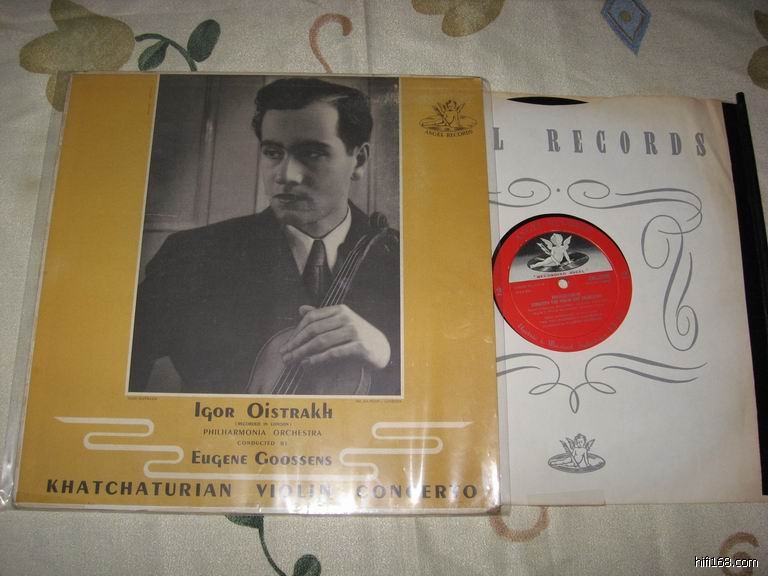 ANGEL RECORDS
IGOR OISTRAKH
(RECORDED IN LONDON)
PHILHARMONIA ORCHESTRA
CONDUCTED BY
EUGENE GOOSSENS
KHATCHATURIAN VIOLIN CONCERTO
L RECORDS
hifi168.com